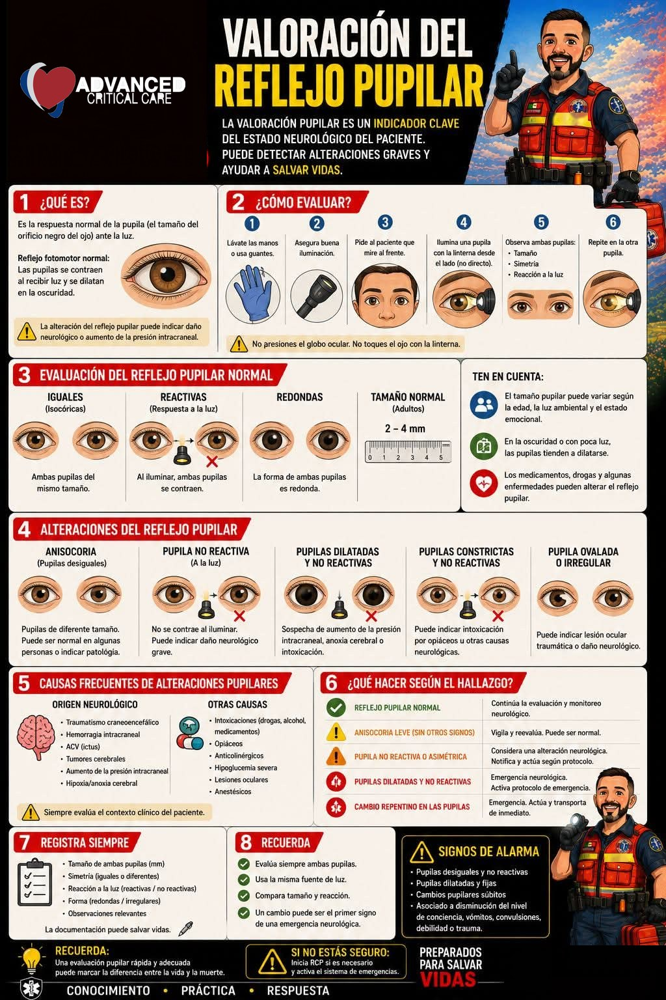 ADVANCED
CRITICAL CARE
VALORACIÓN DEL
REFLEJO PUPILAR
LA VALORACIÓN PUPILAR ES UN INDICADOR CLAVE
DEL ESTADO NEUROLÓGICO DEL PACIENTE.
PUEDE DETECTAR ALTERACIONES GRAVES Y
AYUDAR A SALVAR VIDAS.
1 ¿QUÉ ES?
Es la respuesta normal de la pupila (el tamaño del
orificio negro del ojo) ante la luz.
Reflejo fotomotor normal:
Las pupilas se contraen
al recibir luz y se dilatan
en la oscuridad.
La alteración del reflejo pupilar puede indicar daño
neurológico o aumento de la presión intracraneal.
2 ¿CÓMO EVALUAR?
1
Lávate las manos
o usa guantes.
2
Asegura buena
iluminación.
3
Pide al paciente que
mire al frente.
4
Ilumina una pupila
con la linterna desde
el lado (no directo).
5
Observa ambas pupilas:
• Tamaño
• Simetría
• Reacción a la luz
6
Repite en la otra
pupila.
No presiones el globo ocular. No toques el ojo con la linterna.
3 EVALUACIÓN DEL REFLEJO PUPILAR NORMAL
IGUALES
(Isocóricas)
Ambas pupilas del
mismo tamaño.
REACTIVAS
(Respuesta a la luz)
Al iluminar, ambas pupilas
se contraen.
REDONDAS
La forma de ambas pupilas
es redonda.
TAMAÑO NORMAL
(Adultos)
2 – 4 mm
0 1 2 3 4 5
TEN EN CUENTA:
El tamaño pupilar puede variar según
la edad, la luz ambiental y el estado
emocional.
En la oscuridad o con poca luz,
las pupilas tienden a dilatarse.
Los medicamentos, drogas y algunas
enfermedades pueden alterar el reflejo
pupilar.
4 ALTERACIONES DEL REFLEJO PUPILAR
ANISOCORIA
(Pupilas desiguales)
Pupilas de diferente tamaño.
Puede ser normal en algunas
personas o indicar patología.
PUPILA NO REACTIVA
(A la luz)
No se contrae al iluminar.
Puede indicar daño neurológico
grave.
PUPILAS DILATADAS
Y NO REACTIVAS
Sospecha de aumento de la presión
intracraneal, anoxia cerebral o
intoxicación.
PUPILAS CONSTRICTAS
Y NO REACTIVAS
Puede indicar intoxicación
por opiáceos u otras causas
neurológicas.
PUPILA OVALADA
O IRREGULAR
Puede indicar lesión ocular
traumática o daño neurológico.
5 CAUSAS FRECUENTES DE ALTERACIONES PUPILARES
ORIGEN NEUROLÓGICO
• Traumatismo craneoencefálico
• Hemorragia intracraneal
• ACV (ictus)
• Tumores cerebrales
• Aumento de la presión intracraneal
• Hipoxia/anoxia cerebral
OTRAS CAUSAS
• Intoxicaciones (drogas, alcohol,
medicamentos)
• Opiáceos
• Anticolinérgicos
• Hipoglucemia severa
• Lesiones oculares
• Anestésicos
Siempre evalúa el contexto clínico del paciente.
6 ¿QUÉ HACER SEGÚN EL HALLAZGO?
REFLEJO PUPILAR NORMAL
Continúa la evaluación y monitoreo
neurológico.
ANISOCORIA LEVE (SIN OTROS SIGNOS)
Vigila y reevalúa. Puede ser normal.
PUPILA NO REACTIVA O ASIMÉTRICA
Considera una alteración neurológica.
Notifica y actúa según protocolo.
PUPILAS DILATADAS Y NO REACTIVAS
Emergencia neurológica.
Activa protocolo de emergencia.
CAMBIO REPENTINO EN LAS PUPILAS
Emergencia. Actúa y transporta
de inmediato.
7 REGISTRA SIEMPRE
• Tamaño de ambas pupilas (mm)
• Simetría (iguales o diferentes)
• Reacción a la luz (reactivas / no reactivas)
• Forma (redondas / irregulares)
• Observaciones relevantes
La documentación puede salvar vidas.
8 RECUERDA
Evalúa siempre ambas pupilas.
Usa la misma fuente de luz.
Compara tamaño y reacción.
Un cambio puede ser el primer signo
de una emergencia neurológica.
SIGNOS DE ALARMA
• Pupilas desiguales y no reactivas
• Pupilas dilatadas y fijas
• Cambios pupilares súbitos
• Asociado a disminución del nivel
de conciencia, vómitos, convulsiones,
debilidad o trauma.
RECUERDA:
Una evaluación pupilar rápida y adecuada
puede marcar la diferencia entre la vida y la muerte.
SI NO ESTÁS SEGURO:
Inicia RCP si es necesario
y activa el sistema de emergencias.
PREPARADOS
PARA SALVAR
VIDAS
CONOCIMIENTO • PRÁCTICA • RESPUESTA